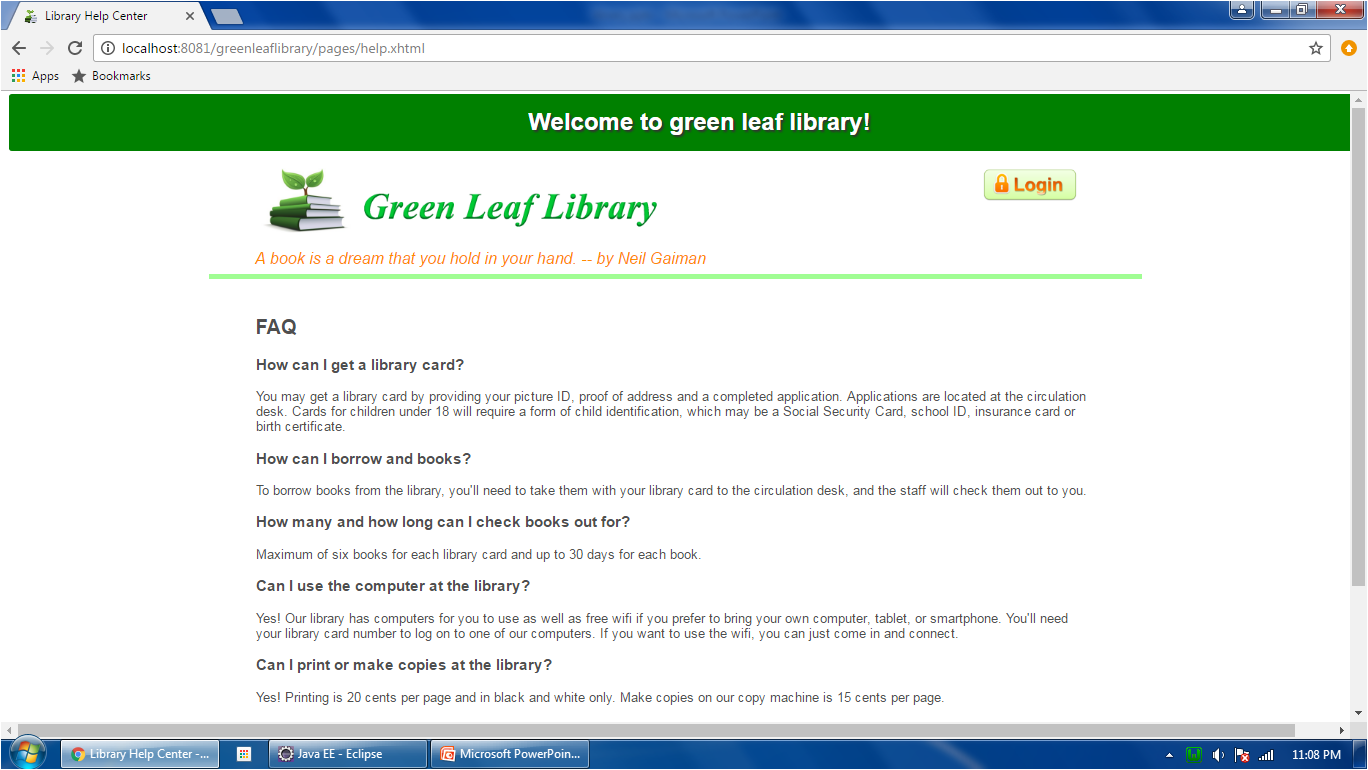 Library Help Center
localhost:8081/greenleaflibrary/pages/help.xhtml
Apps
Bookmarks
Welcome to green leaf library!
Green Leaf Library
Login
A book is a dream that you hold in your hand. -- by Neil Gaiman
FAQ
How can I get a library card?
You may get a library card by providing your picture ID, proof of address and a completed application. Applications are located at the circulation
desk. Cards for children under 18 will require a form of child identification, which may be a Social Security Card, school ID, insurance card or
birth certificate.
How can I borrow and books?
To borrow books from the library, you'll need to take them with your library card to the circulation desk, and the staff will check them out to you.
How many and how long can I check books out for?
Maximum of six books for each library card and up to 30 days for each book.
Can I use the computer at the library?
Yes! Our library has computers for you to use as well as free wifi if you prefer to bring your own computer, tablet, or smartphone. You'll need
your library card number to log on to one of our computers. If you want to use the wifi, you can just come in and connect.
Can I print or make copies at the library?
Yes! Printing is 20 cents per page and in black and white only. Make copies on our copy machine is 15 cents per page.
Library Help Center -...
Java EE - Eclipse
Microsoft PowerPoin...
11:08 PM